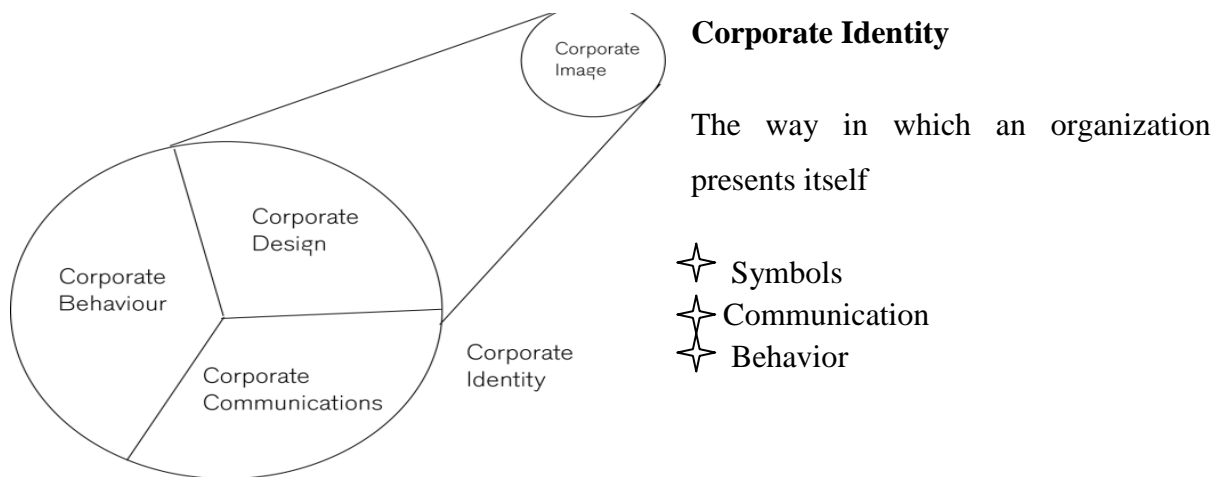 Corporate
Image
Corporate
Design
Corporate
Behaviour
Corporate
Communications
Corporate
Identity
Corporate Identity
The way in which an organization
presents itself
Symbols
Communication
Behavior